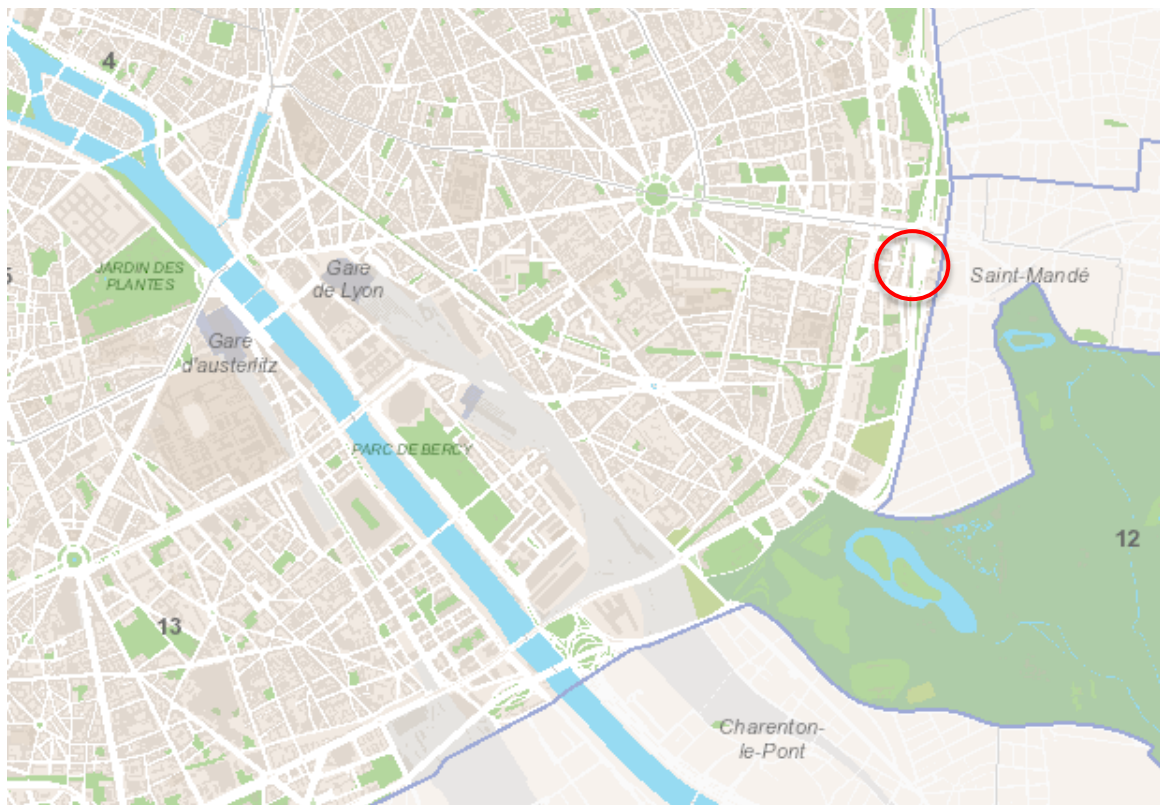 4
JARDIN DES
PLANTES
5
Gare
de Lyon
Saint-Mandé
Gare
d'austerlitz
PARC DE BERCY
12
13
Charenton-
le-Pont